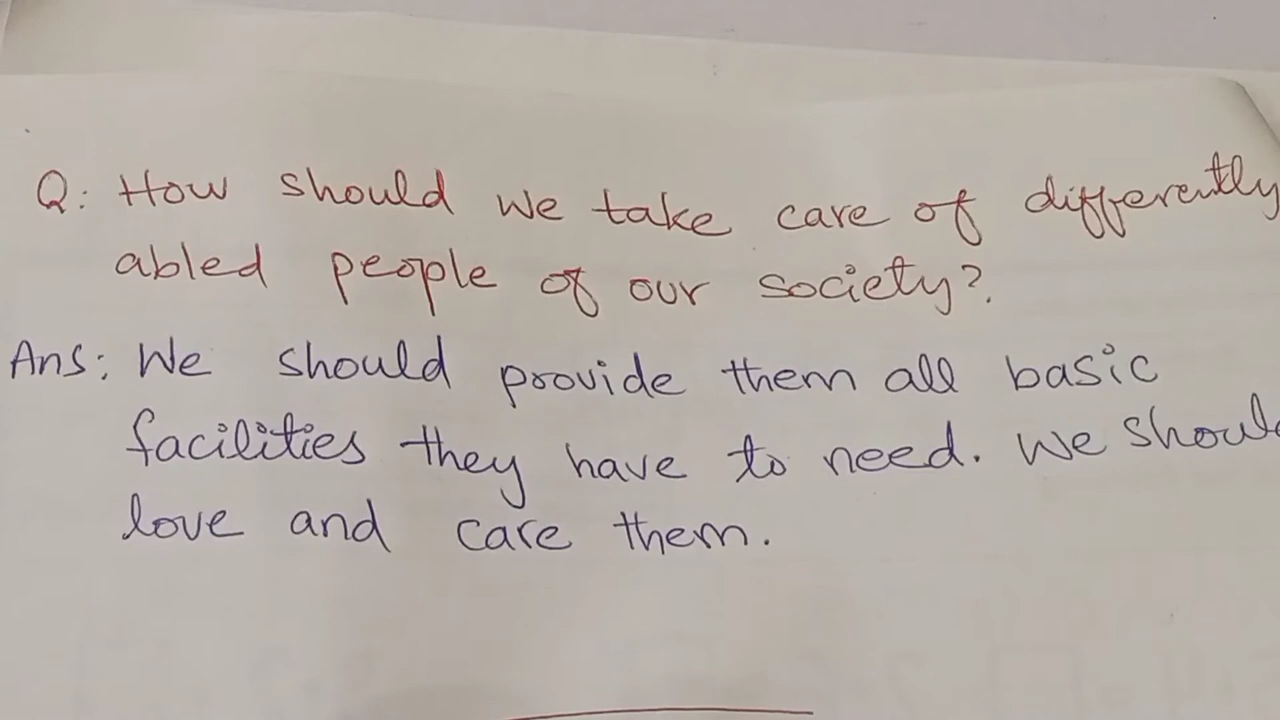 Q: How should we take care of differently
abled people of our society?
Ans: We should provide them all basic
facilities they have to need. We should
love and care them.